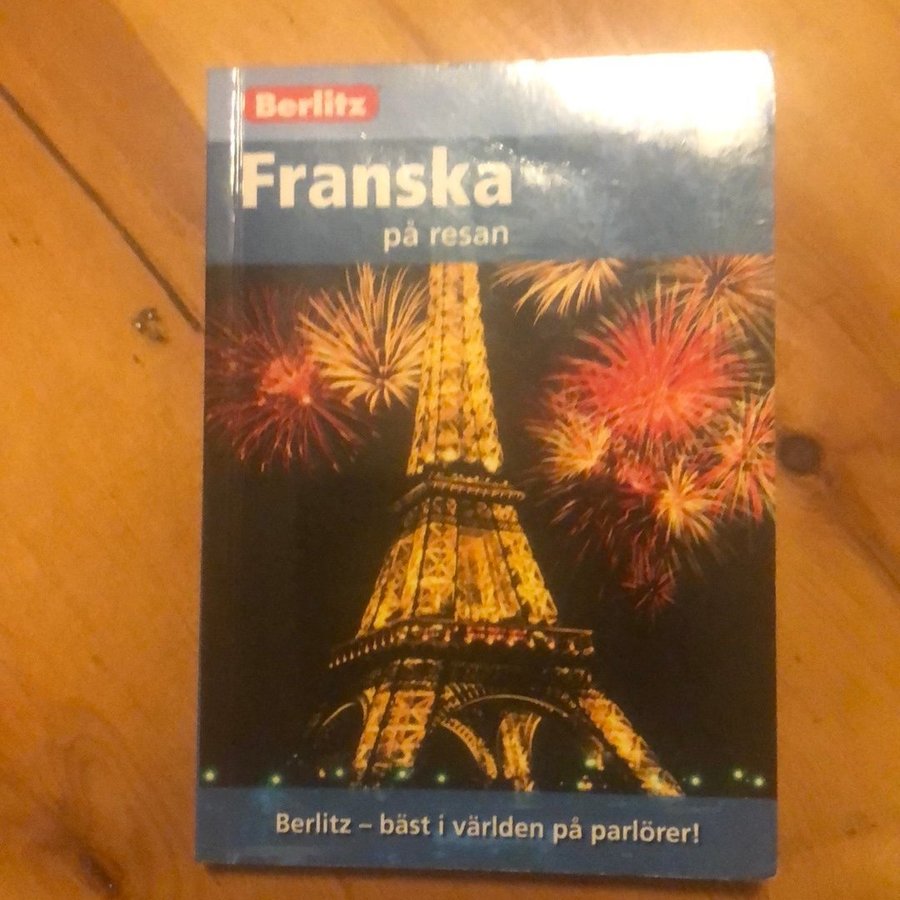 Berlitz
Franska
på resan
Berlitz – bäst i världen på parlörer!